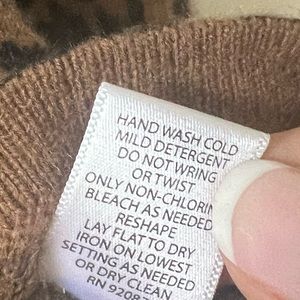 HAND WASH COLD
MILD DETERGENT
DO NOT WRING
OR TWIST
ONLY NON-CHLORIN
BLEACH AS NEEDED
RESHAPE
LAY FLAT TO DRY
IRON ON LOWEST
SETTING AS NEEDED
OR DRY CLEAN
RN 9208